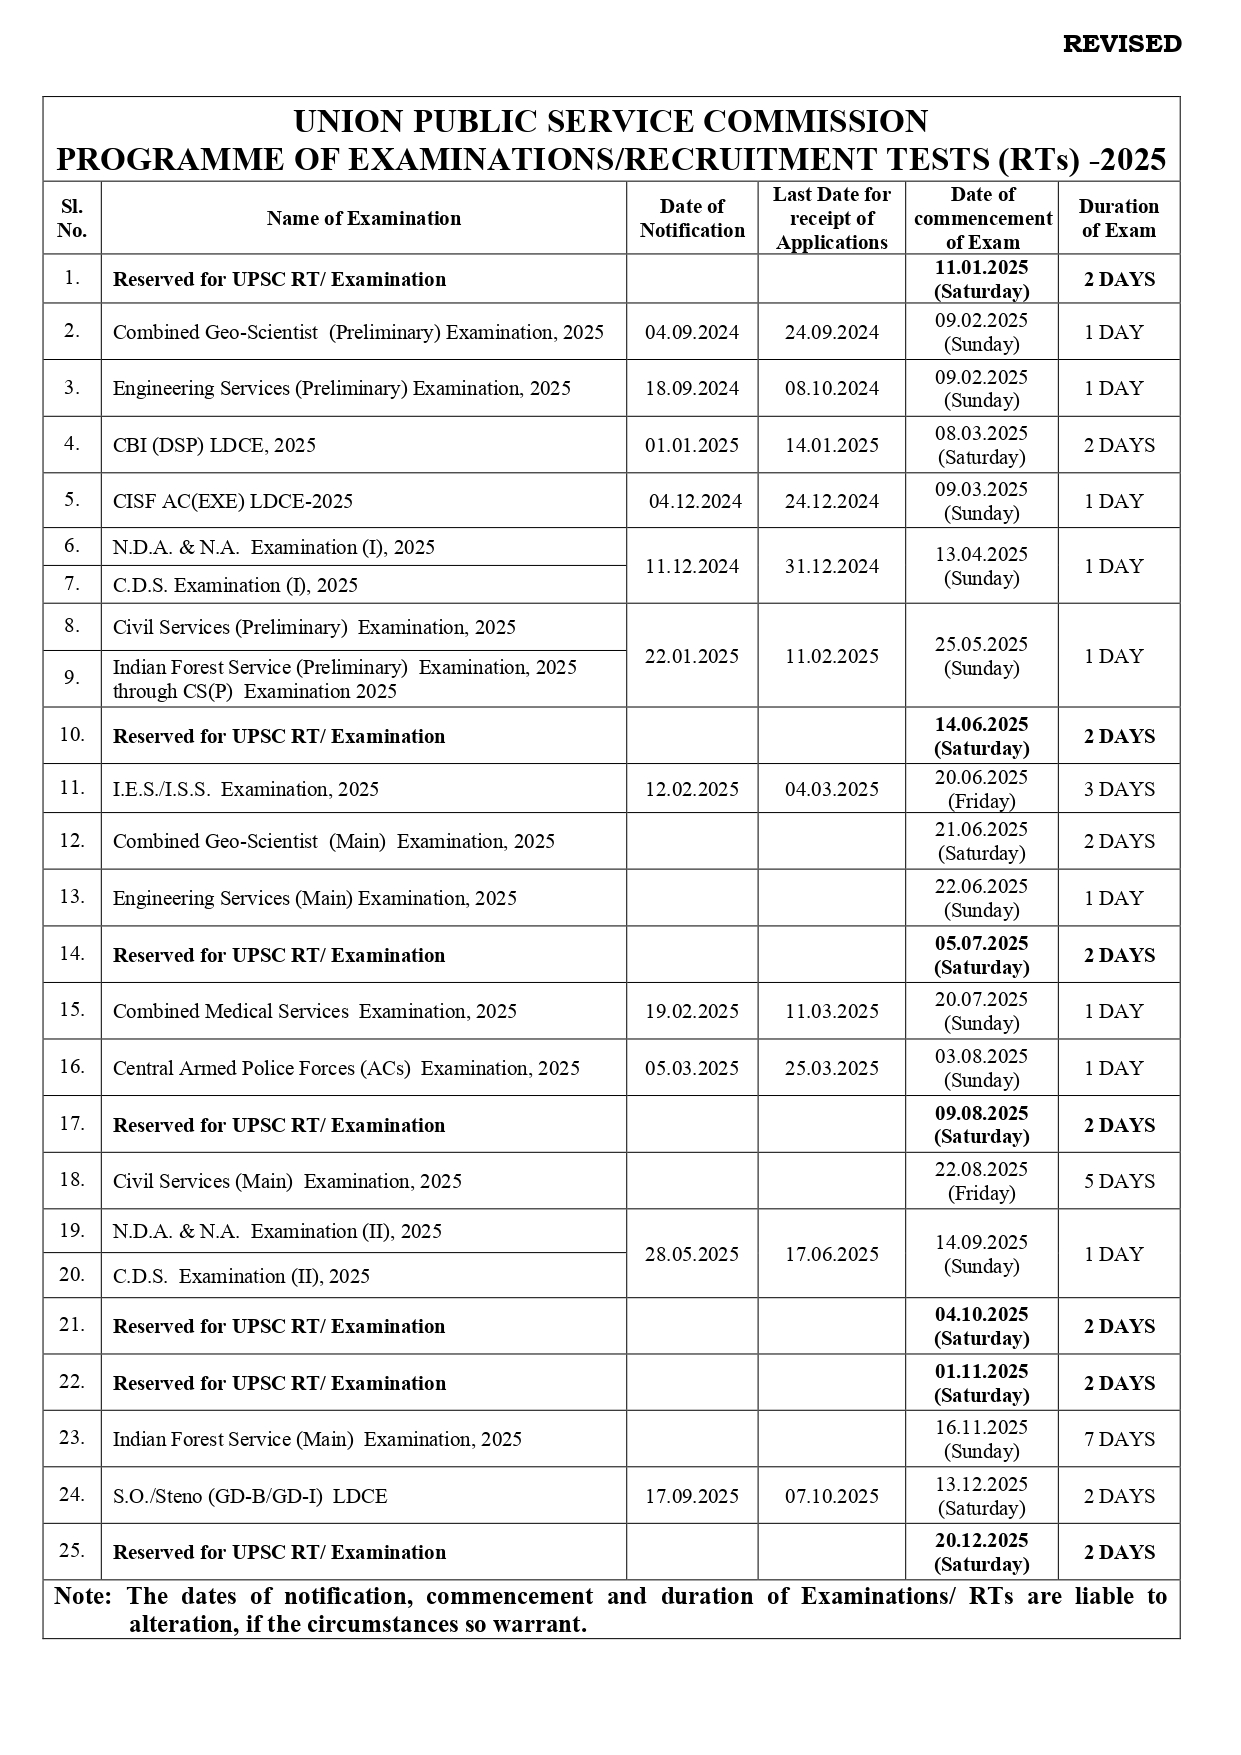 REVISED
UNION PUBLIC SERVICE COMMISSION
PROGRAMME OF EXAMINATIONS/RECRUITMENT TESTS (RTs) -2025
Sl. No. Name of Examination Date of Notification Last Date for receipt of Applications Date of commencement of Exam Duration of Exam
1. Reserved for UPSC RT/ Examination 11.01.2025 (Saturday) 2 DAYS
2. Combined Geo-Scientist (Preliminary) Examination, 2025 04.09.2024 24.09.2024 09.02.2025 (Sunday) 1 DAY
3. Engineering Services (Preliminary) Examination, 2025 18.09.2024 08.10.2024 09.02.2025 (Sunday) 1 DAY
4. CBI (DSP) LDCE, 2025 01.01.2025 14.01.2025 08.03.2025 (Saturday) 2 DAYS
5. CISF AC(EXE) LDCE-2025 04.12.2024 24.12.2024 09.03.2025 (Sunday) 1 DAY
6. N.D.A. & N.A. Examination (I), 2025 11.12.2024 31.12.2024 13.04.2025 (Sunday) 1 DAY
7. C.D.S. Examination (I), 2025
8. Civil Services (Preliminary) Examination, 2025 22.01.2025 11.02.2025 25.05.2025 (Sunday) 1 DAY
9. Indian Forest Service (Preliminary) Examination, 2025
through CS(P) Examination 2025
10. Reserved for UPSC RT/ Examination 14.06.2025 (Saturday) 2 DAYS
11. I.E.S./I.S.S. Examination, 2025 12.02.2025 04.03.2025 20.06.2025 (Friday) 3 DAYS
12. Combined Geo-Scientist (Main) Examination, 2025 21.06.2025 (Saturday) 2 DAYS
13. Engineering Services (Main) Examination, 2025 22.06.2025 (Sunday) 1 DAY
14. Reserved for UPSC RT/ Examination 05.07.2025 (Saturday) 2 DAYS
15. Combined Medical Services Examination, 2025 19.02.2025 11.03.2025 20.07.2025 (Sunday) 1 DAY
16. Central Armed Police Forces (ACs) Examination, 2025 05.03.2025 25.03.2025 03.08.2025 (Sunday) 1 DAY
17. Reserved for UPSC RT/ Examination 09.08.2025 (Saturday) 2 DAYS
18. Civil Services (Main) Examination, 2025 22.08.2025 (Friday) 5 DAYS
19. N.D.A. & N.A. Examination (II), 2025 28.05.2025 17.06.2025 14.09.2025 (Sunday) 1 DAY
20. C.D.S. Examination (II), 2025
21. Reserved for UPSC RT/ Examination 04.10.2025 (Saturday) 2 DAYS
22. Reserved for UPSC RT/ Examination 01.11.2025 (Saturday) 2 DAYS
23. Indian Forest Service (Main) Examination, 2025 16.11.2025 (Sunday) 7 DAYS
24. S.O./Steno (GD-B/GD-I) LDCE 17.09.2025 07.10.2025 13.12.2025 (Saturday) 2 DAYS
25. Reserved for UPSC RT/ Examination 20.12.2025 (Saturday) 2 DAYS
Note: The dates of notification, commencement and duration of Examinations/ RTs are liable to
alteration, if the circumstances so warrant.